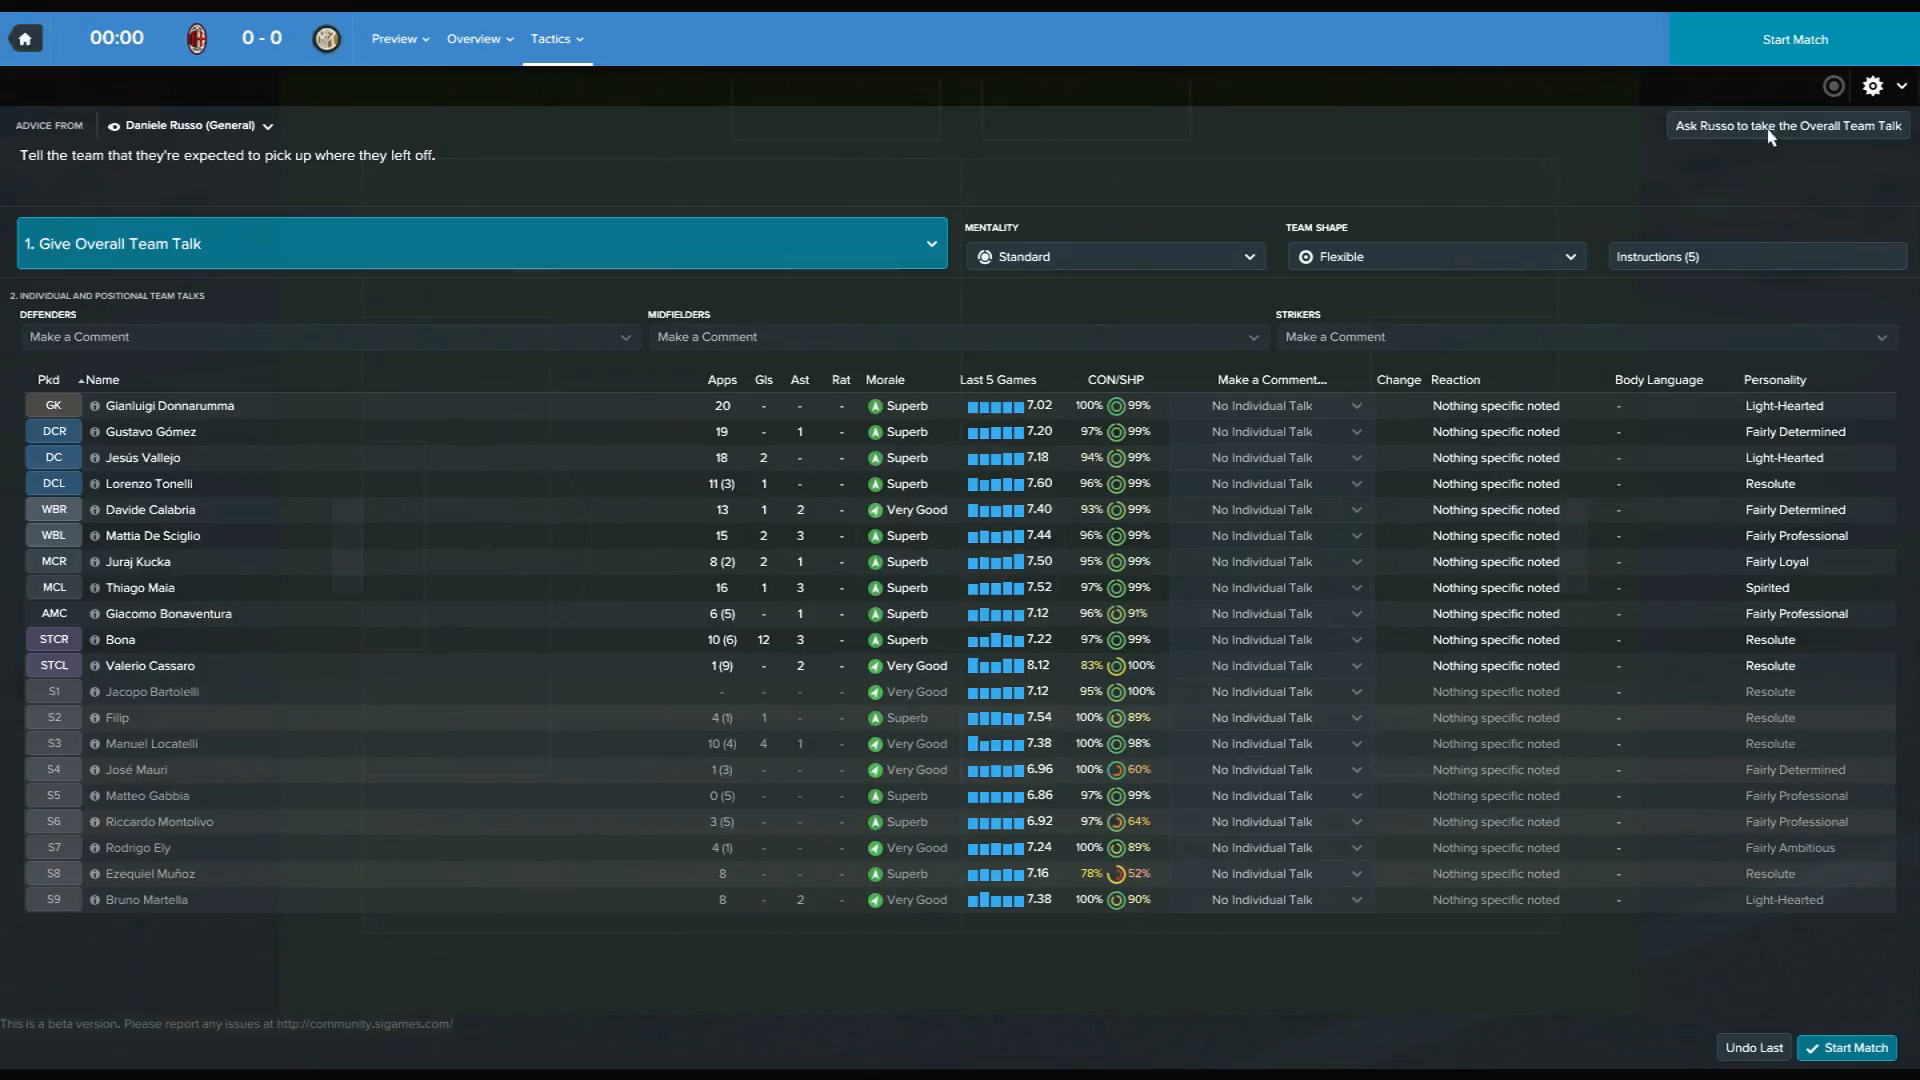 00:00 0 - 0 Preview Overview Tactics Start Match
ADVICE FROM Daniele Russo (General) Ask Russo to take the Overall Team Talk
Tell the team that they're expected to pick up where they left off.
MENTALITY TEAM SHAPE
1. Give Overall Team Talk Standard Flexible Instructions (5)
2. INDIVIDUAL AND POSITIONAL TEAM TALKS
DEFENDERS MIDFIELDERS STRIKERS
Make a Comment Make a Comment Make a Comment
Pkd Name Apps Gls Ast Rat Morale Last 5 Games CON/SHP Make a Comment... Change Reaction Body Language Personality
GK Gianluigi Donnarumma 20 - - - Superb 7.02 100% 99% No Individual Talk Nothing specific noted - Light-Hearted
DCR Gustavo Gómez 19 - 1 - Superb 7.20 97% 99% No Individual Talk Nothing specific noted - Fairly Determined
DC Jesús Vallejo 18 2 - - Superb 7.18 94% 99% No Individual Talk Nothing specific noted - Light-Hearted
DCL Lorenzo Tonelli 11 (3) 1 - - Superb 7.60 96% 99% No Individual Talk Nothing specific noted - Resolute
WBR Davide Calabria 13 1 2 - Very Good 7.40 93% 99% No Individual Talk Nothing specific noted - Fairly Determined
WBL Mattia De Sciglio 15 2 3 - Superb 7.44 96% 99% No Individual Talk Nothing specific noted - Fairly Professional
MCR Juraj Kucka 8 (2) 2 1 - Superb 7.50 95% 99% No Individual Talk Nothing specific noted - Fairly Loyal
MCL Thiago Maia 16 1 3 - Superb 7.52 97% 99% No Individual Talk Nothing specific noted - Spirited
AMC Giacomo Bonaventura 6 (5) - 1 - Superb 7.12 96% 91% No Individual Talk Nothing specific noted - Fairly Professional
STCR Bona 10 (6) 12 3 - Superb 7.22 97% 99% No Individual Talk Nothing specific noted - Resolute
STCL Valerio Cassaro 1 (9) - 2 - Very Good 8.12 83% 100% No Individual Talk Nothing specific noted - Resolute
S1 Jacopo Bartolelli - - - - Very Good 7.12 95% 100% No Individual Talk Nothing specific noted - Resolute
S2 Filip 4 (1) 1 - - Superb 7.54 100% 89% No Individual Talk Nothing specific noted - Resolute
S3 Manuel Locatelli 10 (4) 4 1 - Very Good 7.38 100% 98% No Individual Talk Nothing specific noted - Resolute
S4 José Mauri 1 (3) - - - Very Good 6.96 100% 60% No Individual Talk Nothing specific noted - Fairly Determined
S5 Matteo Gabbia 0 (5) - - - Superb 6.86 97% 99% No Individual Talk Nothing specific noted - Fairly Professional
S6 Riccardo Montolivo 3 (5) - - - Superb 6.92 97% 64% No Individual Talk Nothing specific noted - Fairly Professional
S7 Rodrigo Ely 4 (1) - - - Very Good 7.24 100% 89% No Individual Talk Nothing specific noted - Fairly Ambitious
S8 Ezequiel Muñoz 8 - - - Superb 7.16 78% 52% No Individual Talk Nothing specific noted - Resolute
S9 Bruno Martella 8 - 2 - Very Good 7.38 100% 90% No Individual Talk Nothing specific noted - Light-Hearted
This is a beta version. Please report any issues at http://community.sigames.com/
Undo Last Start Match